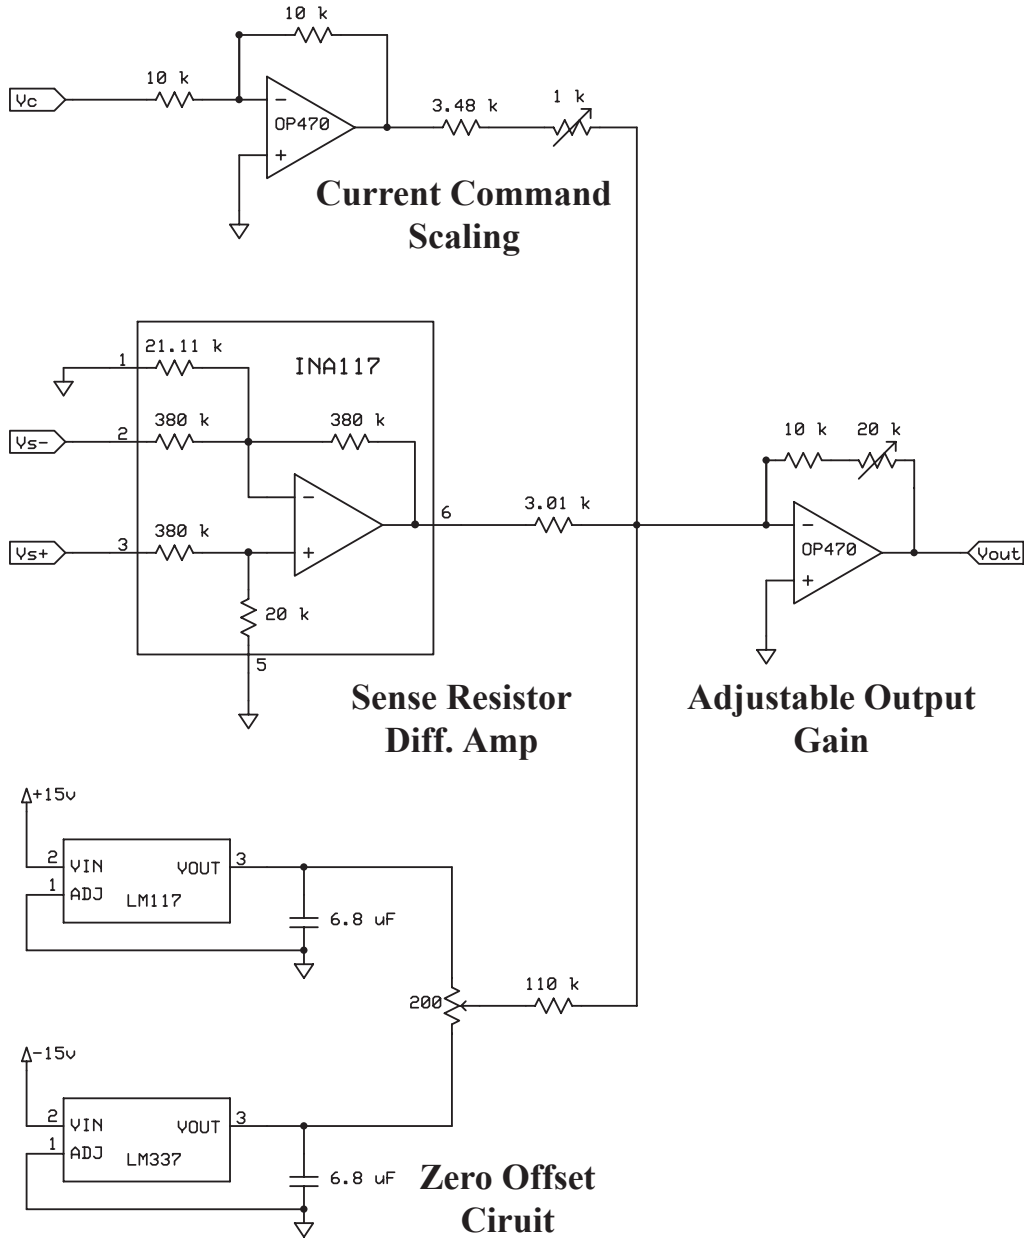 10 k
10 k
Vc
OP470
3.48 k
1 k
Current Command
Scaling
21.11 k
INA117
1
380 k
380 k
Vs-
2
380 k
Vs+
3
6
20 k
5
3.01 k
10 k
20 k
OP470
Vout
Sense Resistor
Diff. Amp
Adjustable Output
Gain
+15v
2
VIN
VOUT
3
1
ADJ
LM117
6.8 uF
200
110 k
-15v
2
VIN
VOUT
3
1
ADJ
LM337
6.8 uF
Zero Offset
Ciruit